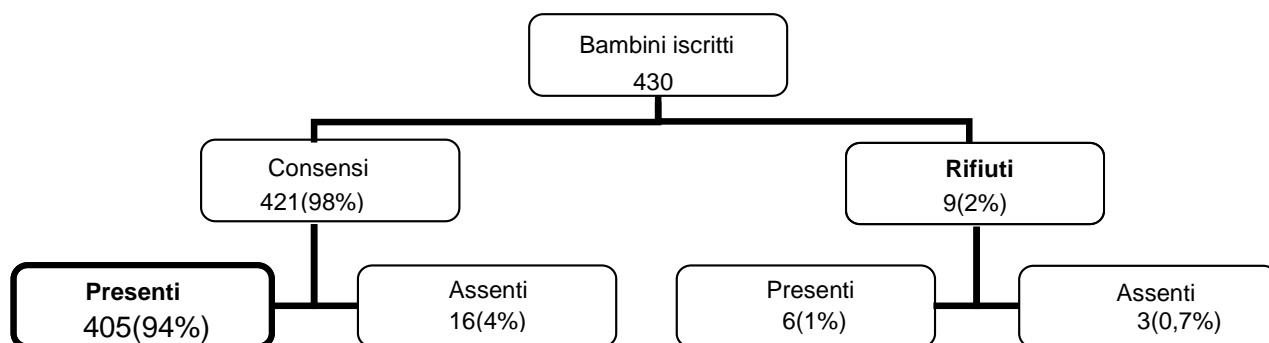 Bambini iscritti
430
Consensi
421(98%)
Rifiuti
9(2%)
Presenti
405(94%)
Assenti
16(4%)
Presenti
6(1%)
Assenti
3(0,7%)